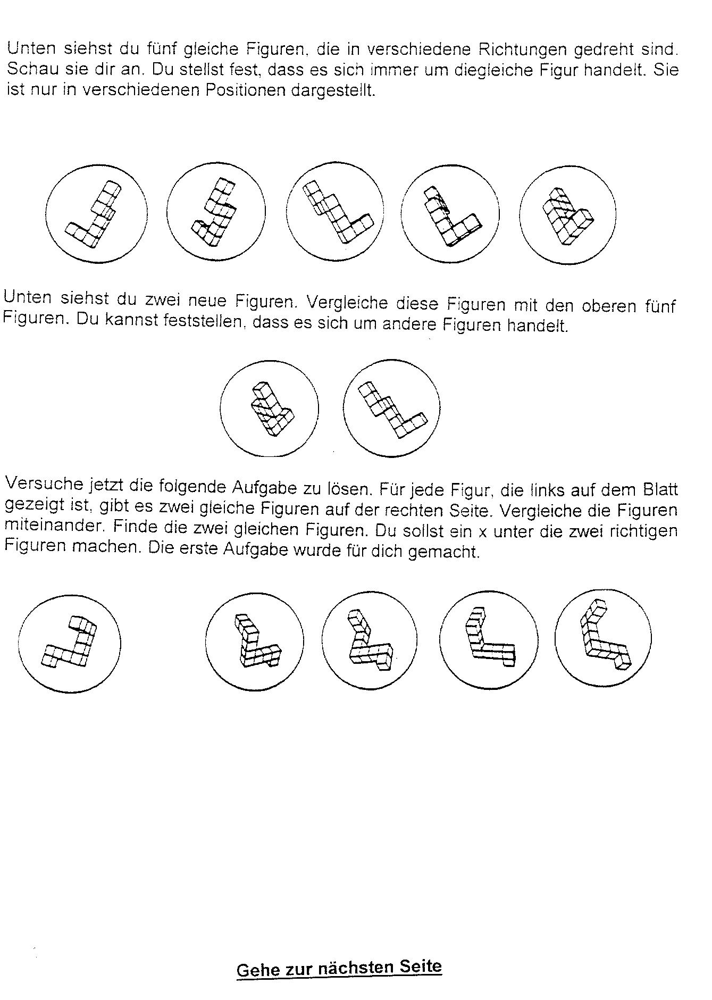 Unten siehst du fünf gleiche Figuren, die in verschiedene Richtungen gedreht sind.
Schau sie dir an. Du stellst fest, dass es sich immer um diegleiche Figur handelt. Sie
ist nur in verschiedenen Positionen dargestellt.
Unten siehst du zwei neue Figuren. Vergleiche diese Figuren mit den oberen fünf
Figuren. Du kannst feststellen, dass es sich um andere Figuren handelt.
Versuche jetzt die folgende Aufgabe zu lösen. Für jede Figur, die links auf dem Blatt
gezeigt ist, gibt es zwei gleiche Figuren auf der rechten Seite. Vergleiche die Figuren
miteinander. Finde die zwei gleichen Figuren. Du sollst ein x unter die zwei richtigen
Figuren machen. Die erste Aufgabe wurde für dich gemacht.
Gehe zur nächsten Seite